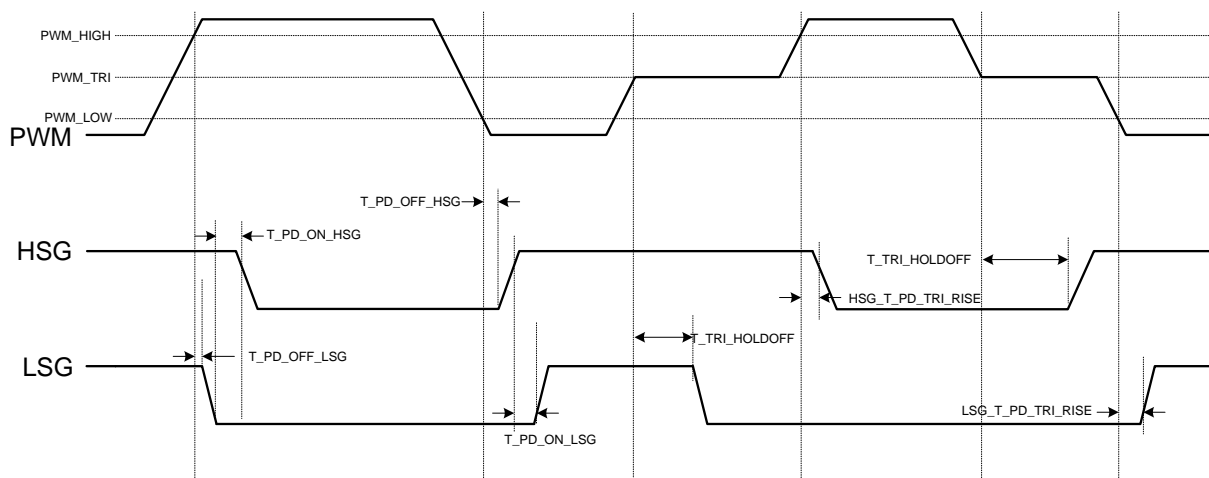 PWM_HIGH
PWM_TRI
PWM_LOW
PWM
T_PD_OFF_HSG
T_PD_ON_HSG
HSG
T_TRI_HOLDOFF
HSG_T_PD_TRI_RISE
T_TRI_HOLDOFF
T_PD_OFF_LSG
LSG
LSG_T_PD_TRI_RISE
T_PD_ON_LSG